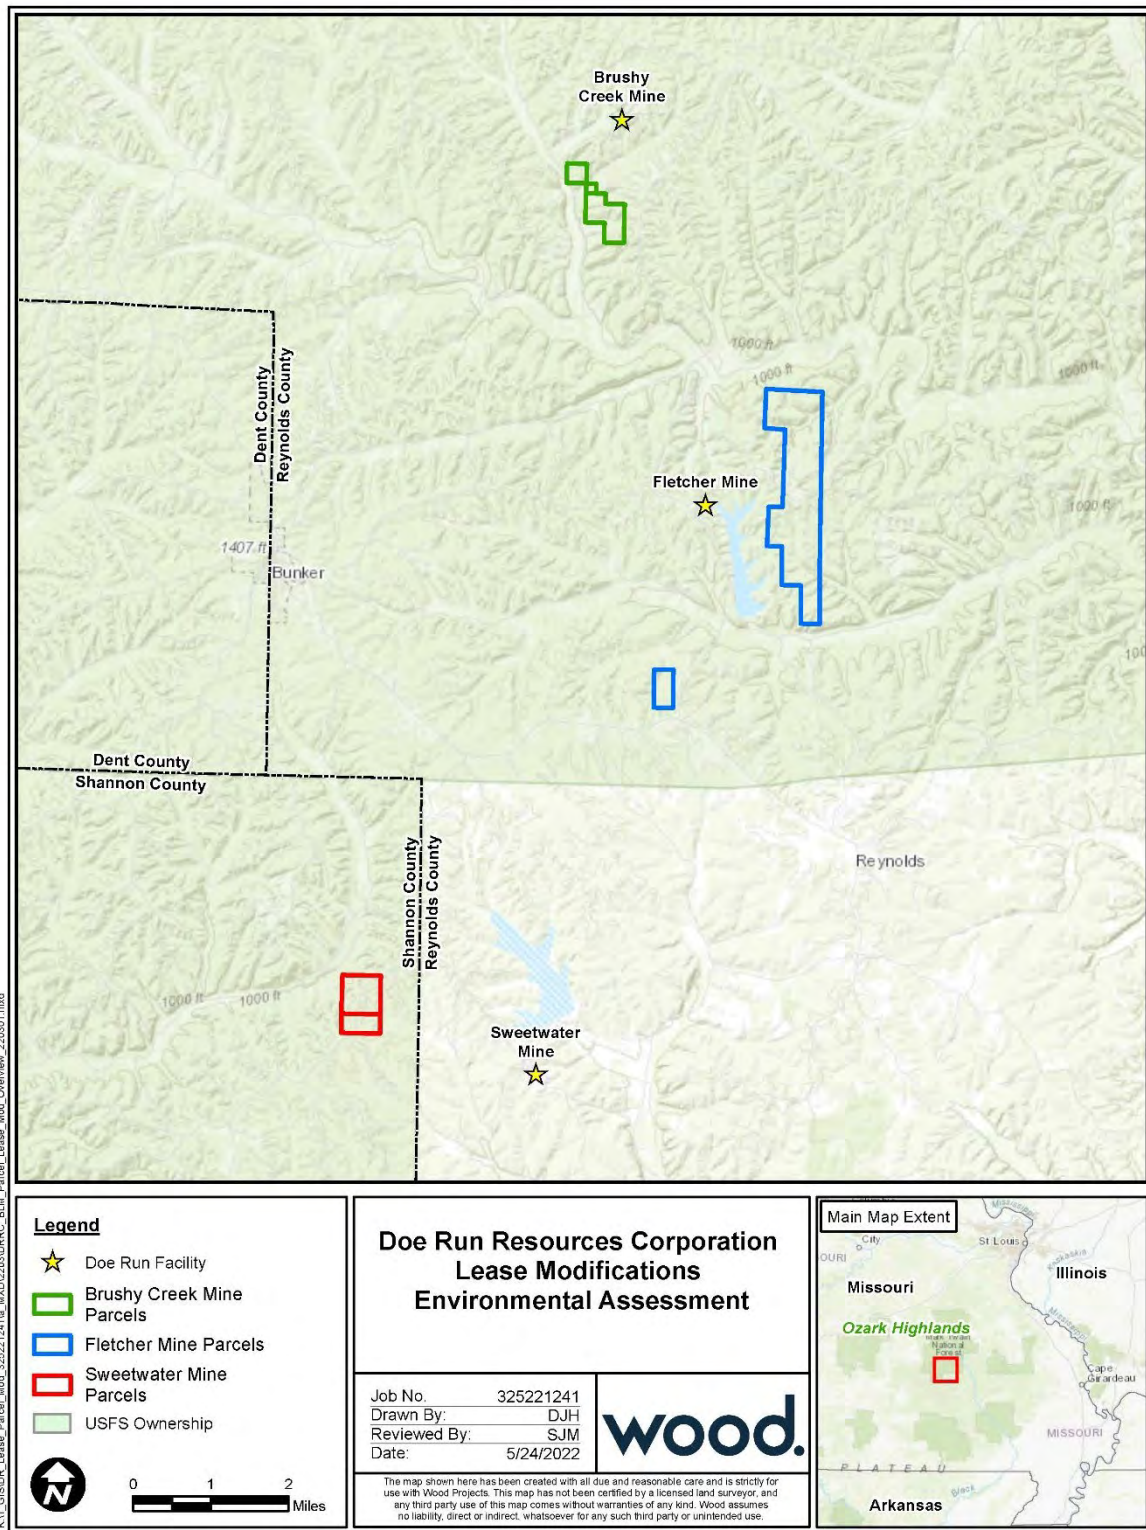 Brushy
Creek Mine
1000 ft
1000 ft
1000 ft
Dent County
Reynolds County
Fletcher Mine
1000 ft
1407 ft
Bunker
Dent County
Shannon County
Shannon County
Reynolds County
Reynolds
1000 ft
1000 ft
Sweetwater
Mine
Legend
Doe Run Facility
Brushy Creek Mine
Parcels
Fletcher Mine Parcels
Sweetwater Mine
Parcels
USFS Ownership
N
0 1 2
Miles
Doe Run Resources Corporation
Lease Modifications
Environmental Assessment
Job No. 325221241
Drawn By: DJH
Reviewed By: SJM
Date: 5/24/2022
wood.
The map shown here has been created with all due and reasonable care and is strictly for
use with Wood Projects. This map has not been certified by a licensed land surveyor, and
any third party use of this map comes without warranties of any kind. Wood assumes
no liability, direct or indirect, whatsoever for any such third party or unintended use.
Main Map Extent
City
St Louis
OURI
Kaskaskia
Illinois
Missouri
Ozark Highlands
National
Forest
Cape
Girardeau
MISSOURI
PLATEAU
Black
Arkansas